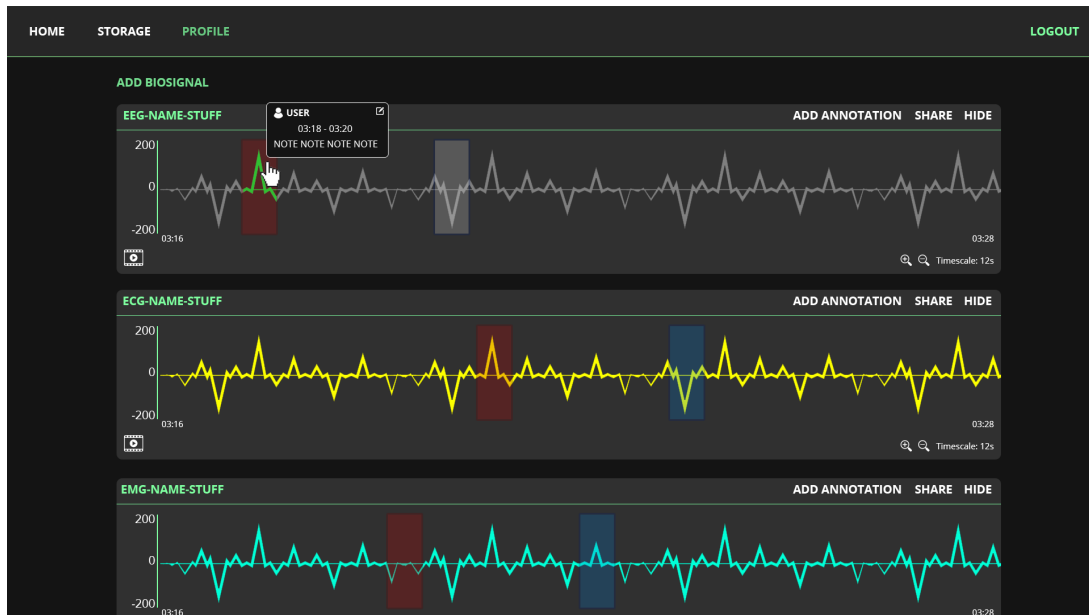 HOME STORAGE PROFILE LOGOUT
ADD BIOSIGNAL
EEG-NAME-STUFF ADD ANNOTATION SHARE HIDE
USER
03:18 - 03:20
NOTE NOTE NOTE NOTE
200
0
-200
03:16 03:28
Timescale: 12s
ECG-NAME-STUFF ADD ANNOTATION SHARE HIDE
200
0
-200
03:16 03:28
Timescale: 12s
EMG-NAME-STUFF ADD ANNOTATION SHARE HIDE
200
0
-200
03:16 03:28